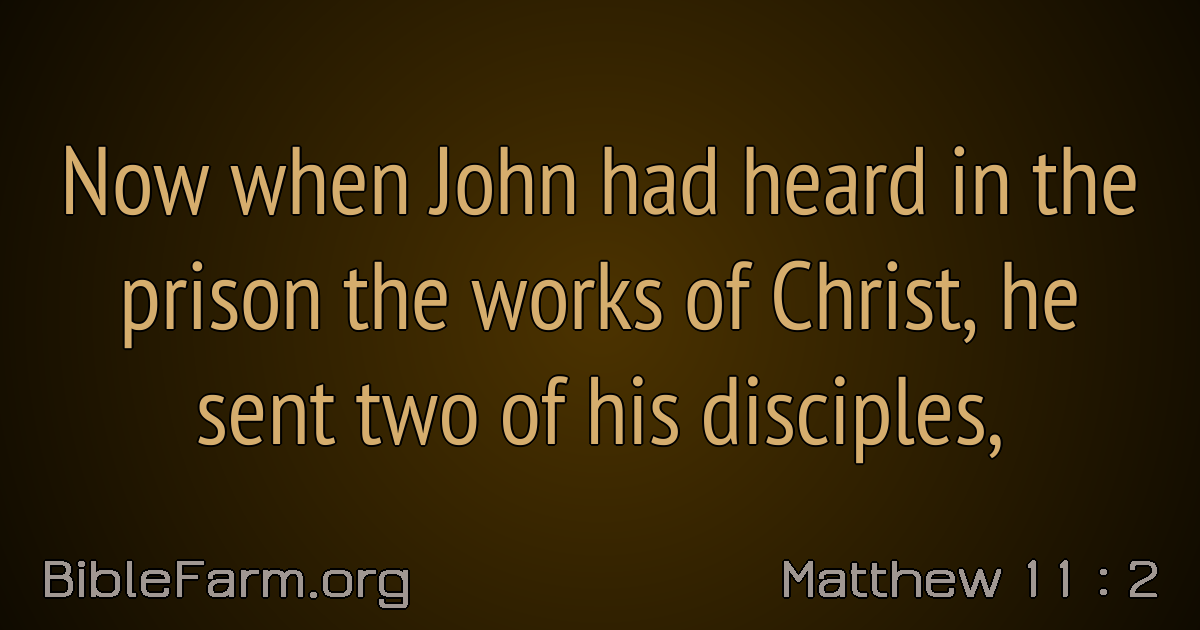 Now when John had heard in the
prison the works of Christ, he
sent two of his disciples,
BibleFarm.org
Matthew 11 : 2